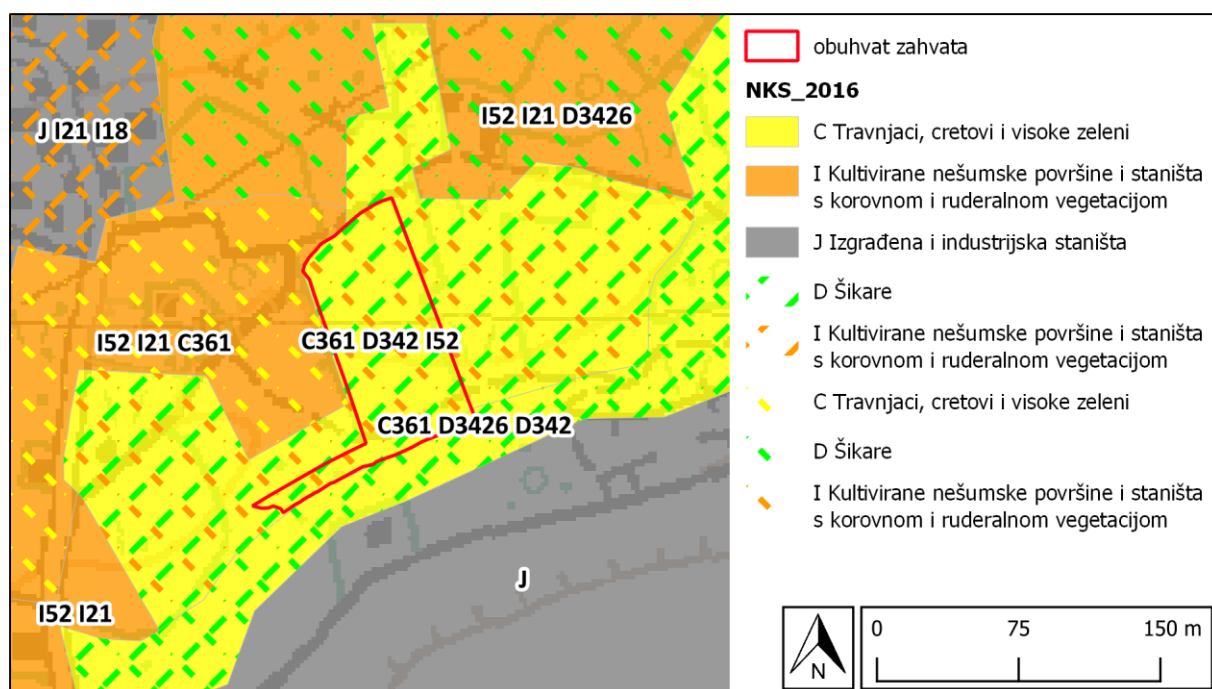 J I21 I18
I52 I21 D3426
I52 I21 C361
C361 D342 I52
C361 D3426 D342
J
I52 I21
obuhvat zahvata
NKS_2016
C Travnjaci, cretovi i visoke zeleni
I Kultivirane nešumske površine i staništa
s korovnom i ruderalnom vegetacijom
J Izgrađena i industrijska staništa
D Šikare
I Kultivirane nešumske površine i staništa
s korovnom i ruderalnom vegetacijom
C Travnjaci, cretovi i visoke zeleni
D Šikare
I Kultivirane nešumske površine i staništa
s korovnom i ruderalnom vegetacijom
N
0 75 150 m